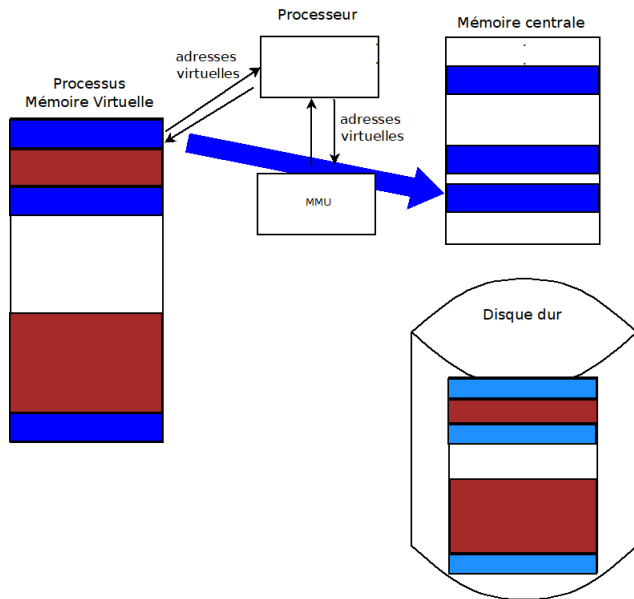 Processeur
Mémoire centrale
adresses
virtuelles
Processus
Mémoire Virtuelle
adresses
virtuelles
MMU
Disque dur